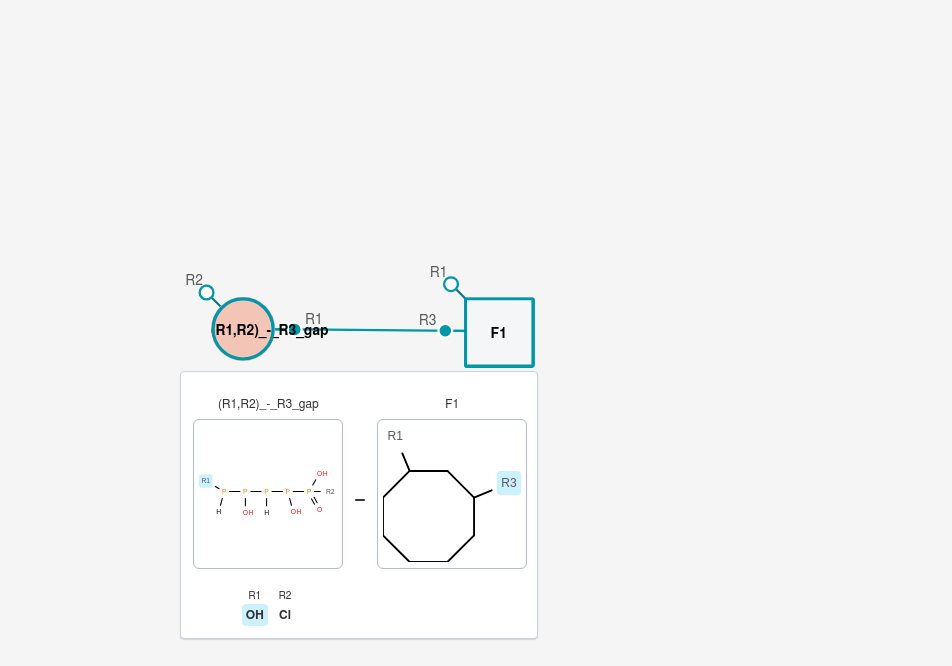 R2
R1
R1,R2)_-_R3_gap
R1
R3
F1
(R1,R2)_-_R3_gap
F1
R1
P
P
P
P
P
R2
OH
H
OH
H
OH
O
R1
R3
R1
R2
OH
Cl